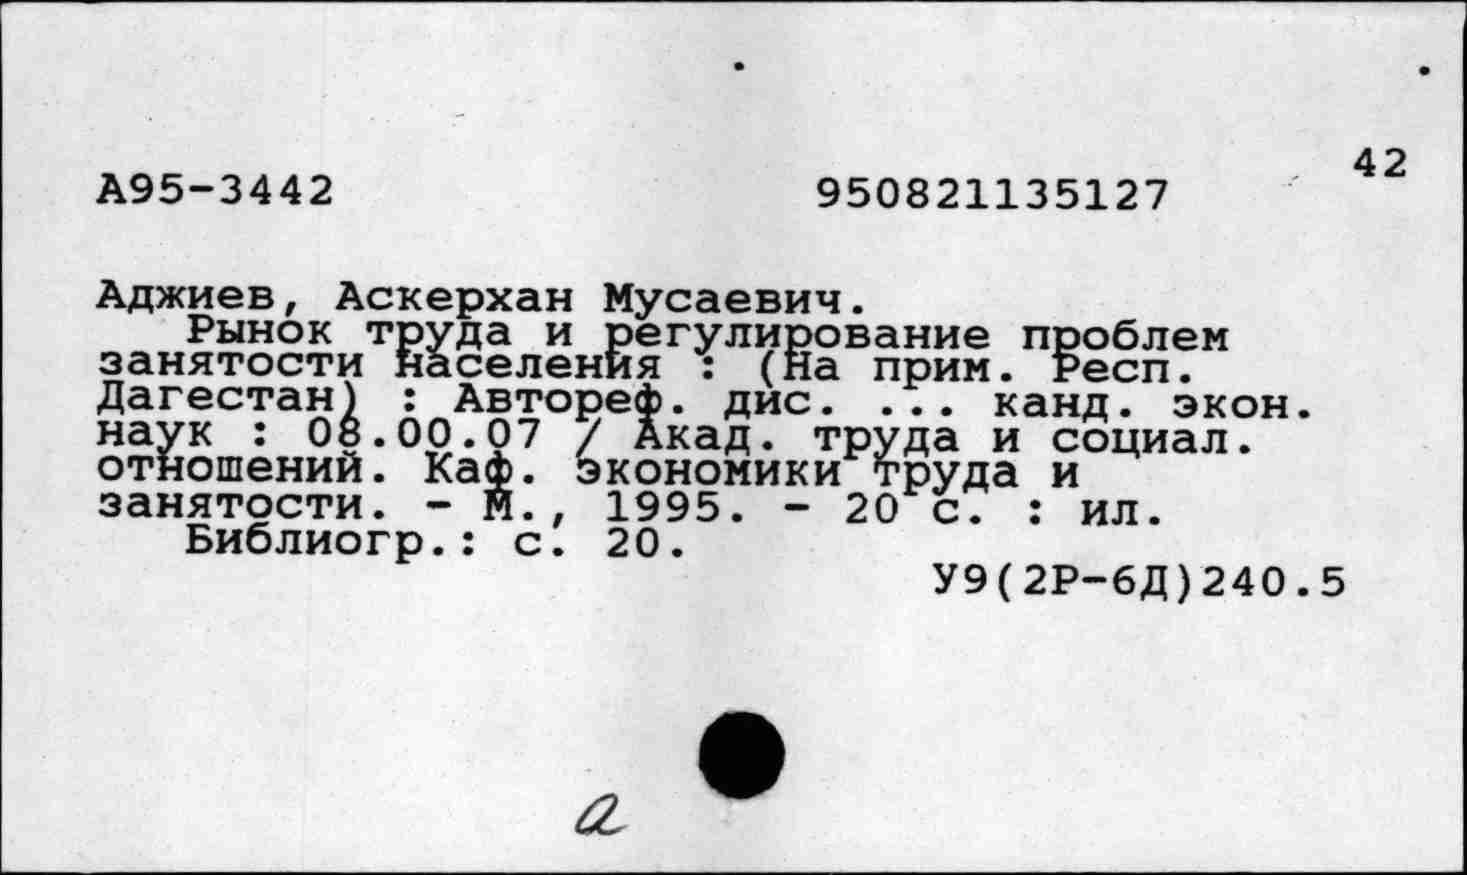 42
А95-3442 950821135127
Аджиев, Аскерхан Мусаевич.
Рынок труда и регулирование проблем
занятости населения : (На прим. Респ.
Дагестан) : Автореф. дис. ... канд. экон.
наук : 08.00.07 / Акад. труда и социал.
отношений. Каф. экономики труда и
занятости. - М., 1995. - 20 с. : ил.
Библиогр.: с. 20.
У9(2Р-6Д)240.5
а